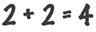 2 + 2 = 4